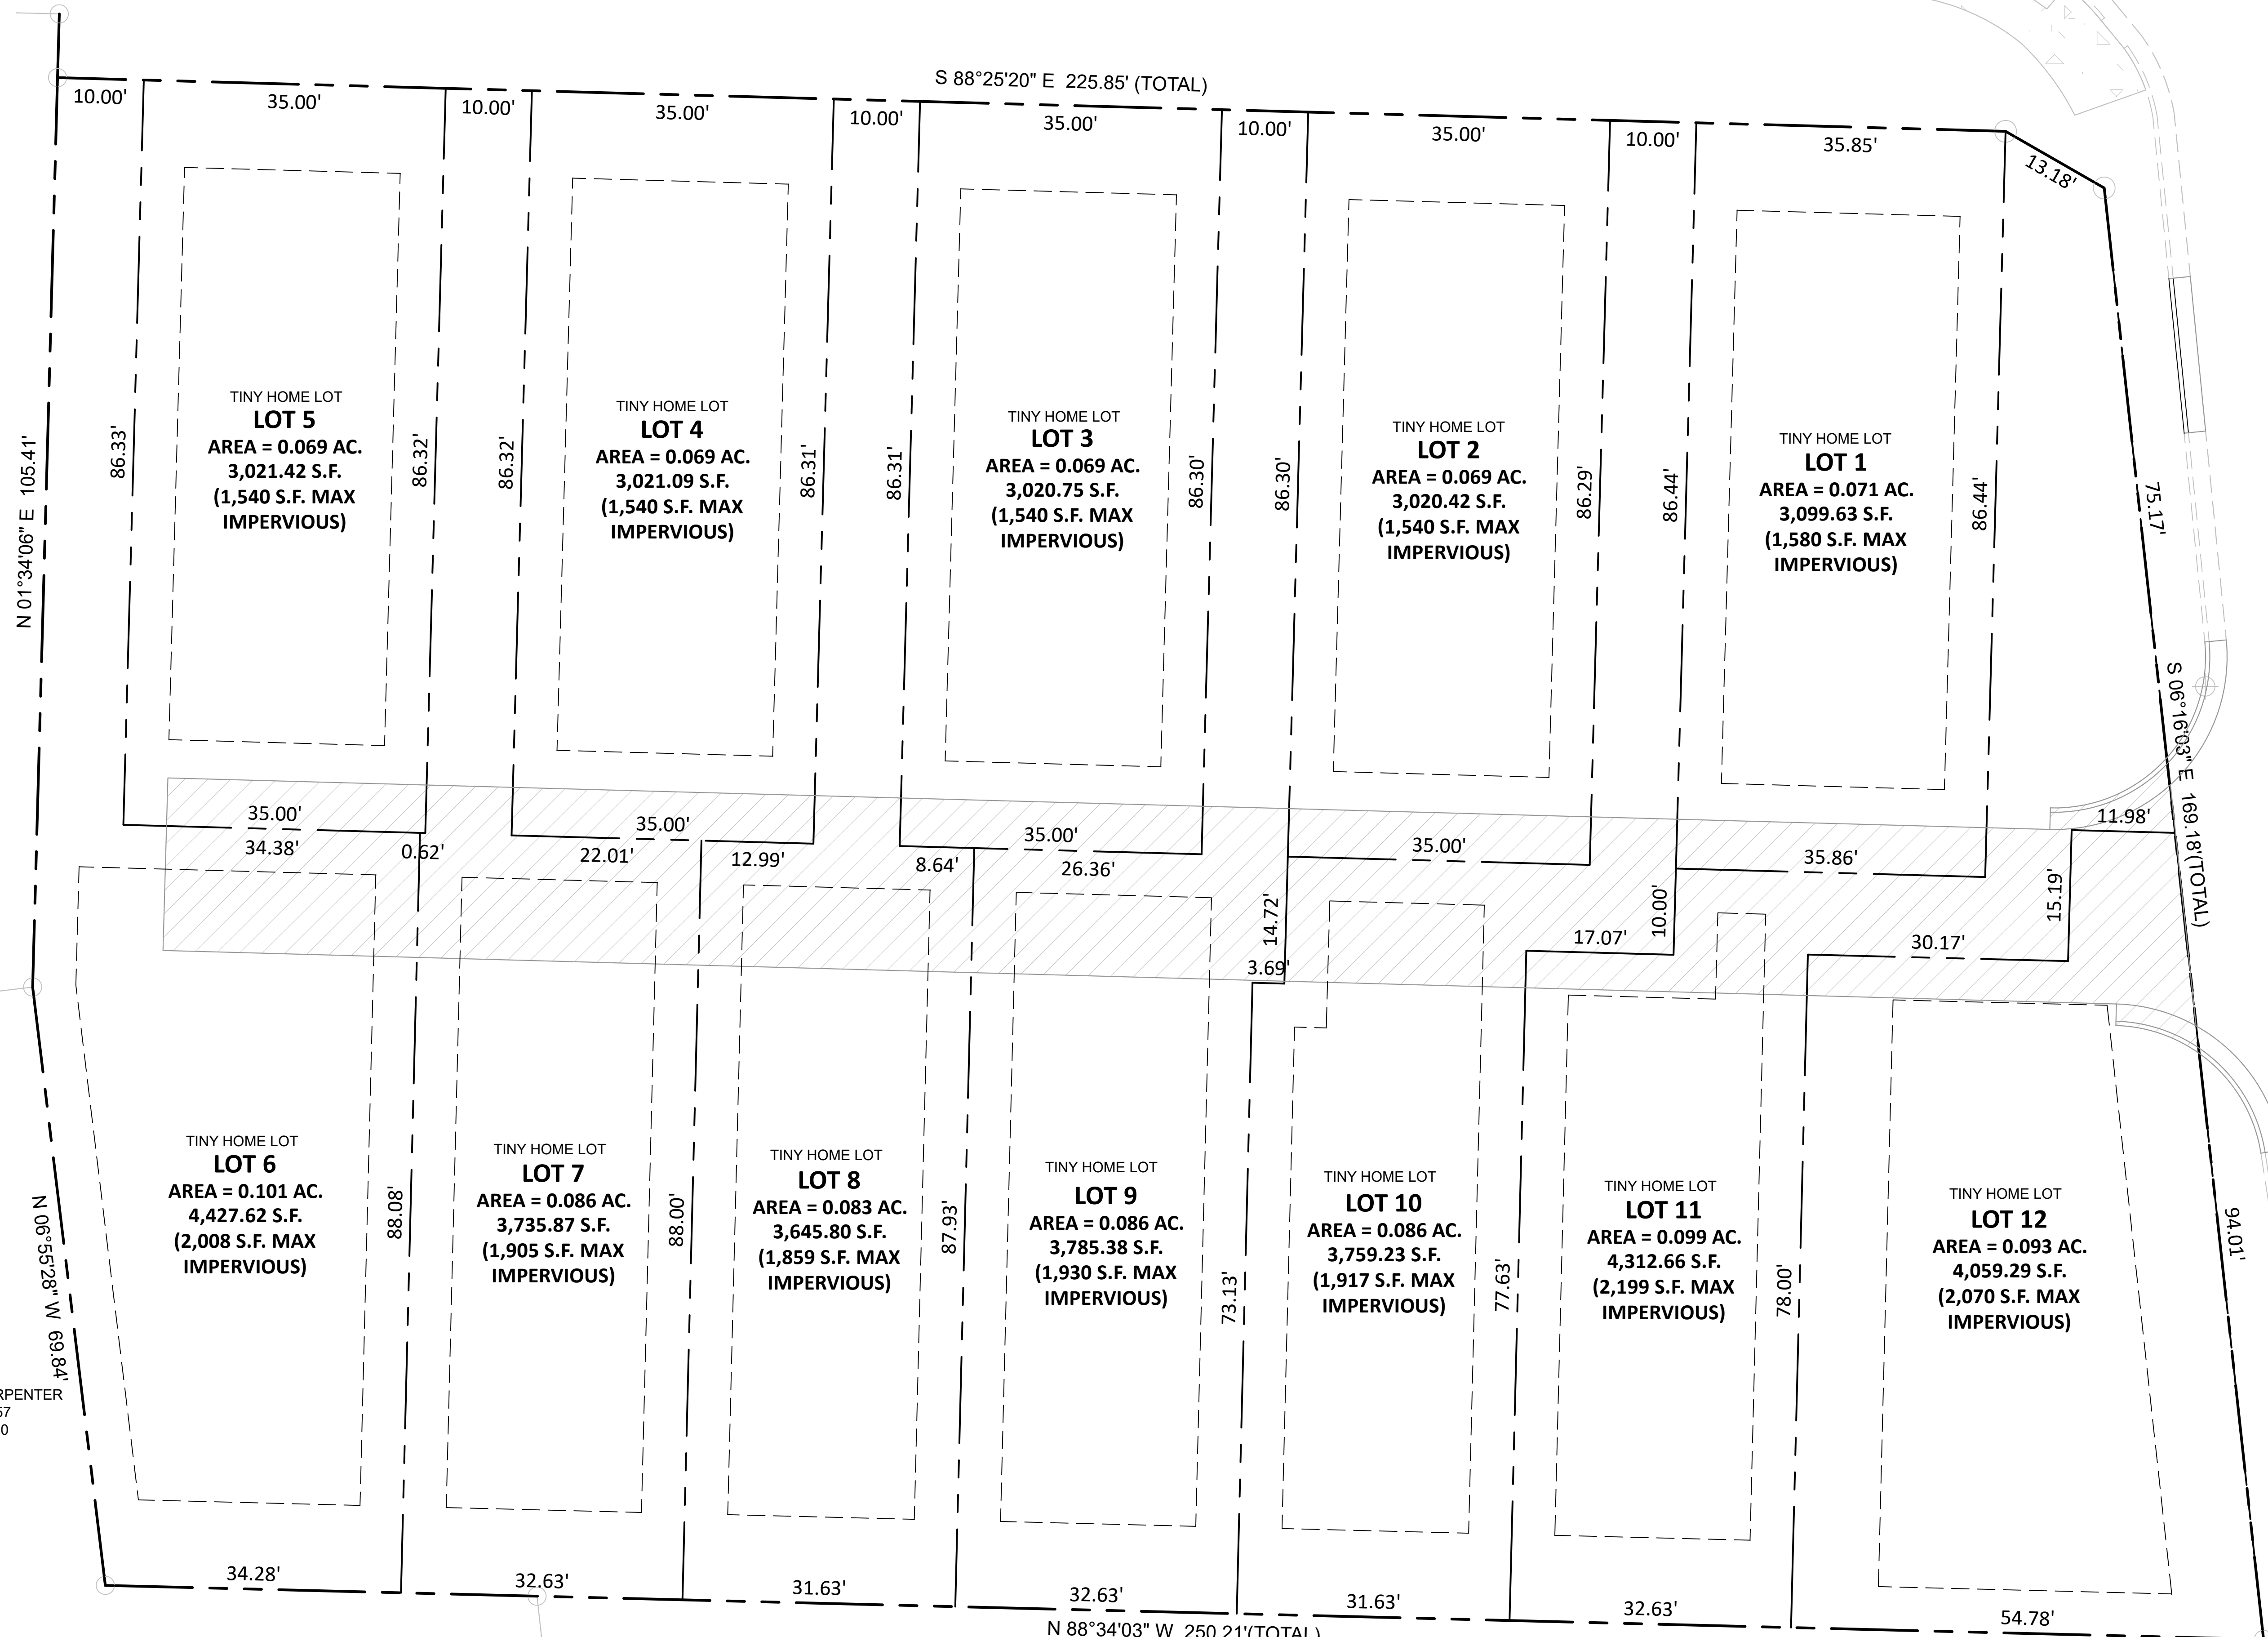 S 88°25'20" E  225.85' (TOTAL)
10.00'
35.00'
10.00'
35.00'
10.00'
35.00'
10.00'
35.00'
10.00'
35.85'
13.18'
N 01°34'06" E  105.41'
86.33'
TINY HOME LOT
LOT 5
AREA = 0.069 AC.
3,021.42 S.F.
(1,540 S.F. MAX
IMPERVIOUS)
86.32'
86.32'
TINY HOME LOT
LOT 4
AREA = 0.069 AC.
3,021.09 S.F.
(1,540 S.F. MAX
IMPERVIOUS)
86.31'
86.31'
TINY HOME LOT
LOT 3
AREA = 0.069 AC.
3,020.75 S.F.
(1,540 S.F. MAX
IMPERVIOUS)
86.30'
86.30'
TINY HOME LOT
LOT 2
AREA = 0.069 AC.
3,020.42 S.F.
(1,540 S.F. MAX
IMPERVIOUS)
86.29'
86.44'
TINY HOME LOT
LOT 1
AREA = 0.071 AC.
3,099.63 S.F.
(1,580 S.F. MAX
IMPERVIOUS)
86.44'
75.17'
S 06°16'03" E  169.18'(TOTAL)
35.00'
34.38'
0.62'
35.00'
22.01'
12.99'
8.64'
35.00'
26.36'
35.00'
14.72'
3.69'
35.86'
10.00'
17.07'
30.17'
15.19'
11.98'
N 06°55'28" W  69.84'
TINY HOME LOT
LOT 6
AREA = 0.101 AC.
4,427.62 S.F.
(2,008 S.F. MAX
IMPERVIOUS)
88.08'
TINY HOME LOT
LOT 7
AREA = 0.086 AC.
3,735.87 S.F.
(1,905 S.F. MAX
IMPERVIOUS)
88.00'
TINY HOME LOT
LOT 8
AREA = 0.083 AC.
3,645.80 S.F.
(1,859 S.F. MAX
IMPERVIOUS)
87.93'
TINY HOME LOT
LOT 9
AREA = 0.086 AC.
3,785.38 S.F.
(1,930 S.F. MAX
IMPERVIOUS)
73.13'
TINY HOME LOT
LOT 10
AREA = 0.086 AC.
3,759.23 S.F.
(1,917 S.F. MAX
IMPERVIOUS)
77.63'
TINY HOME LOT
LOT 11
AREA = 0.099 AC.
4,312.66 S.F.
(2,199 S.F. MAX
IMPERVIOUS)
78.00'
TINY HOME LOT
LOT 12
AREA = 0.093 AC.
4,059.29 S.F.
(2,070 S.F. MAX
IMPERVIOUS)
94.01'
RPENTER
57
0
34.28'
32.63'
31.63'
32.63'
31.63'
32.63'
54.78'
N 88°34'03" W  250.21'(TOTAL)